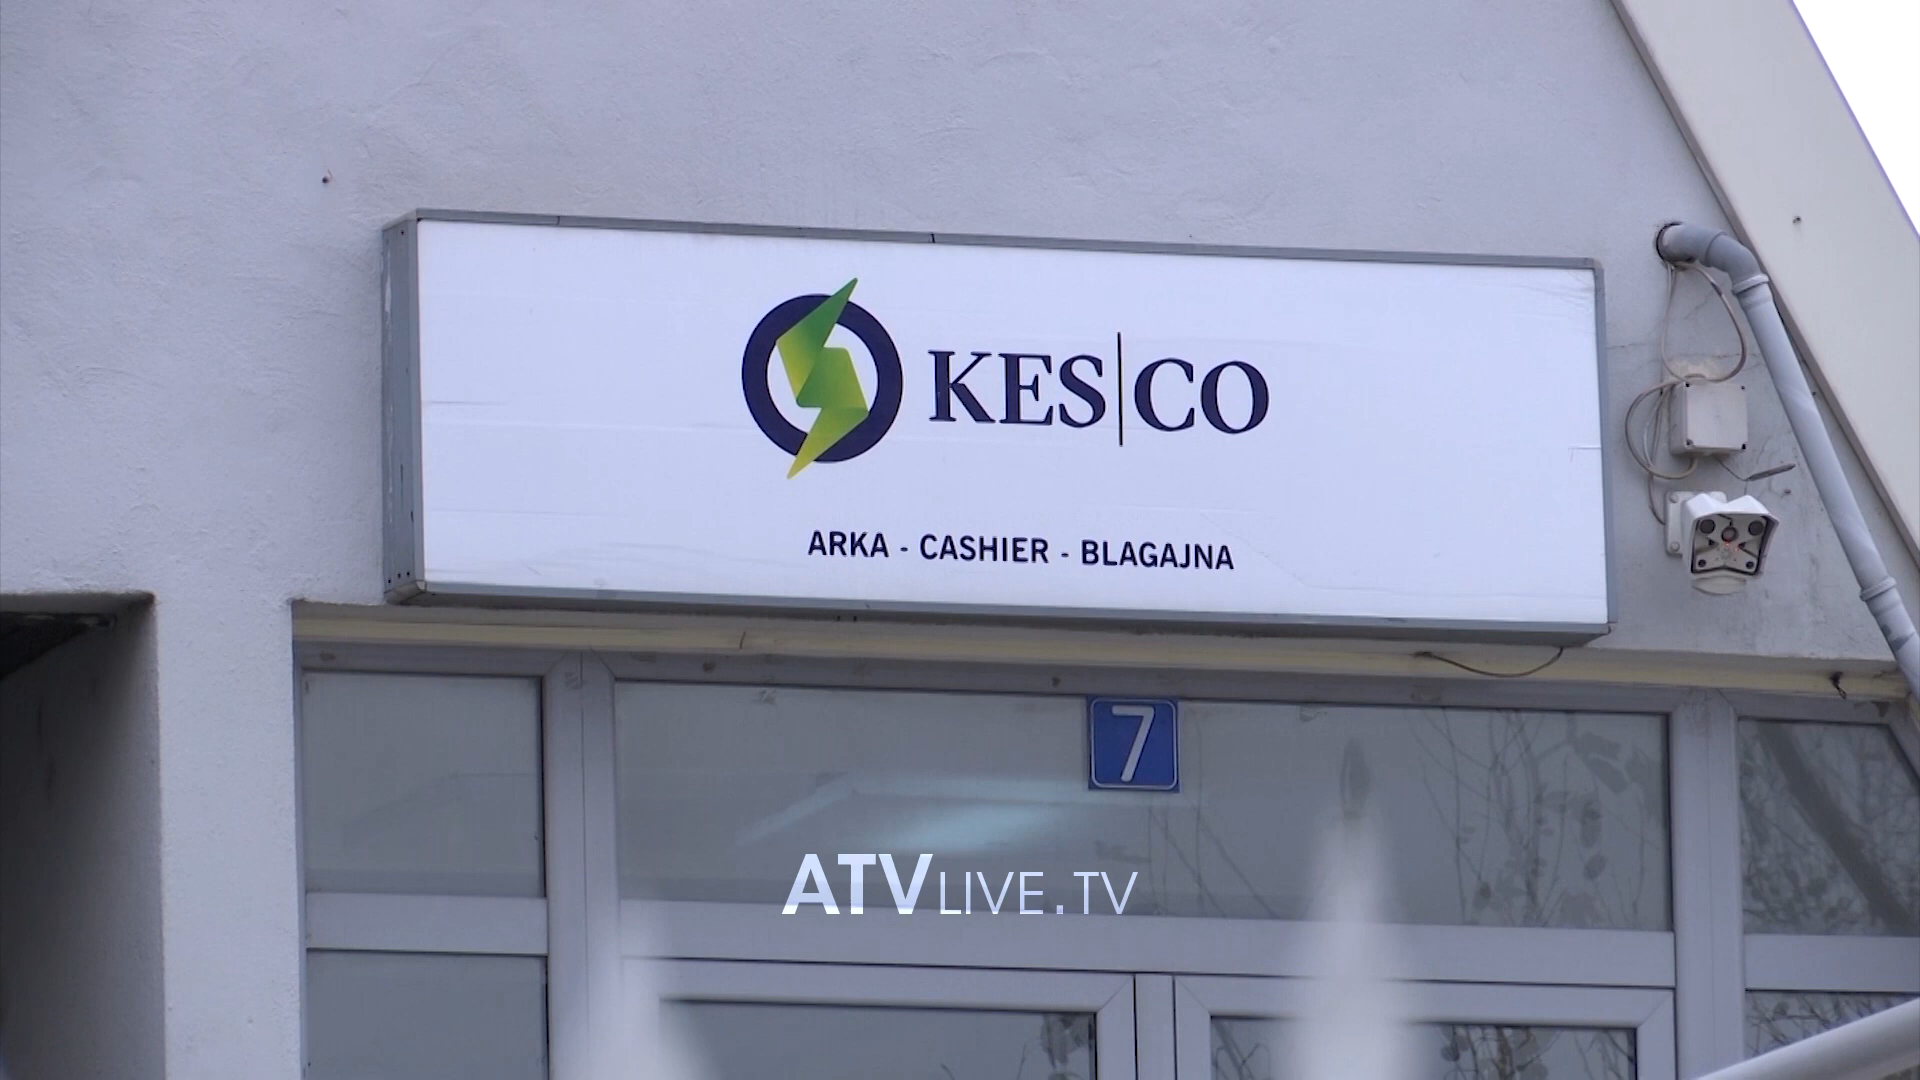 KES|CO
ARKA - CASHIER - BLAGAJNA
7
ATVLIVE.TV